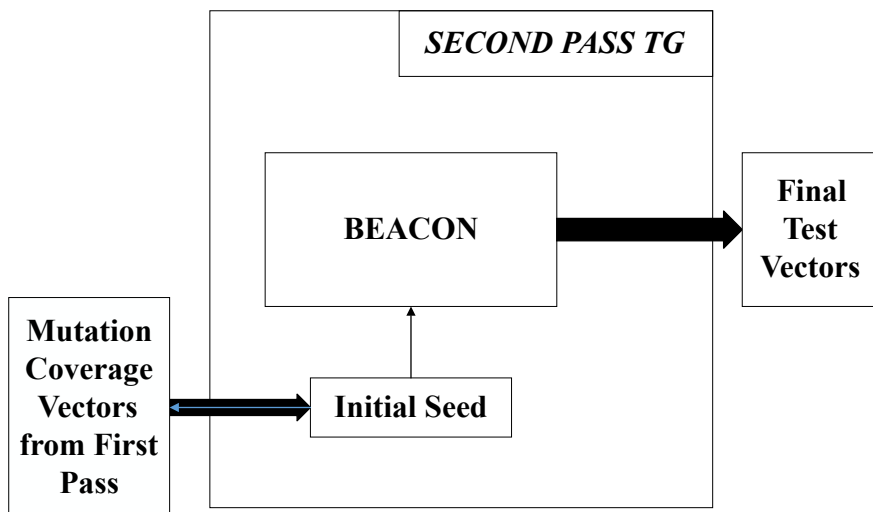 SECOND PASS TG
BEACON
Final
Test
Vectors
Mutation
Coverage
Vectors
from First
Pass
Initial Seed